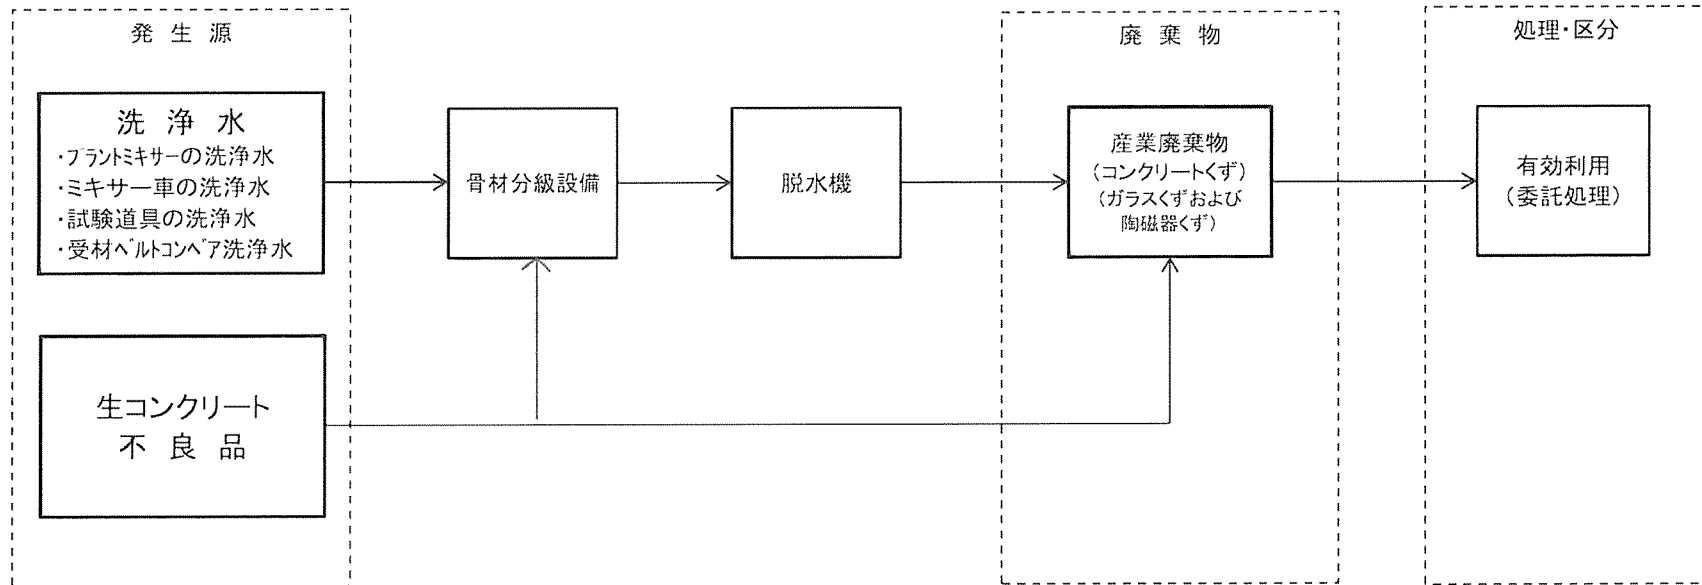 発生源
洗浄水
・プラントミキサーの洗浄水
・ミキサー車の洗浄水
・試験道具の洗浄水
・受材ベルトコンベア洗浄水
生コンクリート
不良品
骨材分級設備
脱水機
廃棄物
産業廃棄物
(コンクリートくず)
(ガラスくずおよび
陶磁器くず)
処理・区分
有効利用
(委託処理)